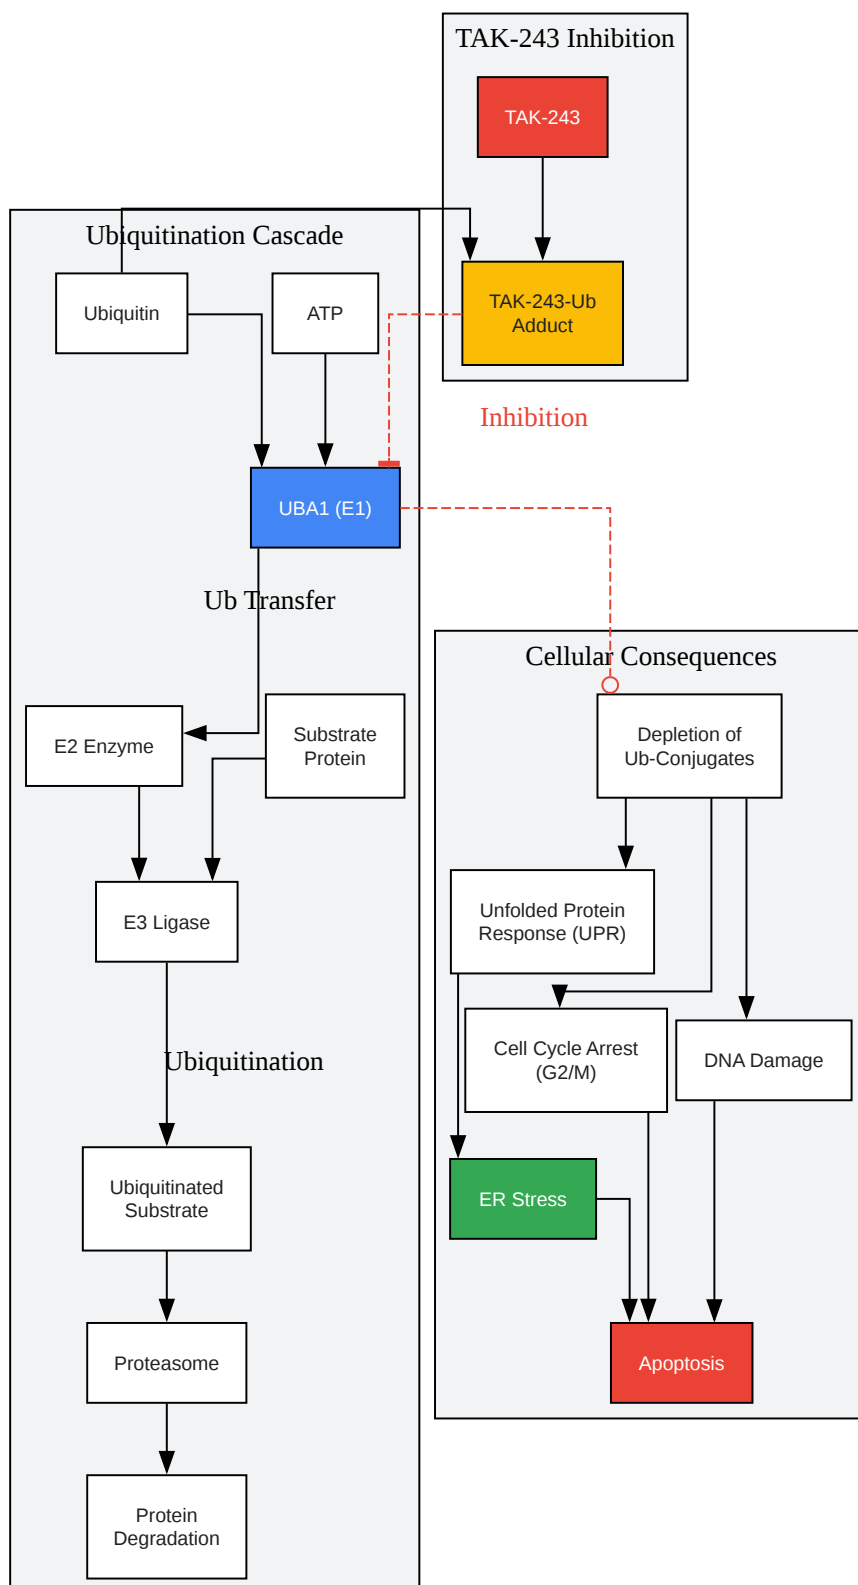 TAK-243 Inhibition
TAK-243
Ubiquitination Cascade
Ubiquitin
ATP
TAK-243-Ub
Adduct
Inhibition
UBA1 (E1)
Ub Transfer
Cellular Consequences
E2 Enzyme
Substrate
Protein
Depletion of
Ub-Conjugates
E3 Ligase
Unfolded Protein
Response (UPR)
Ubiquitination
Cell Cycle Arrest
(G2/M)
DNA Damage
Ubiquitinated
Substrate
ER Stress
Proteasome
Apoptosis
Protein
Degradation